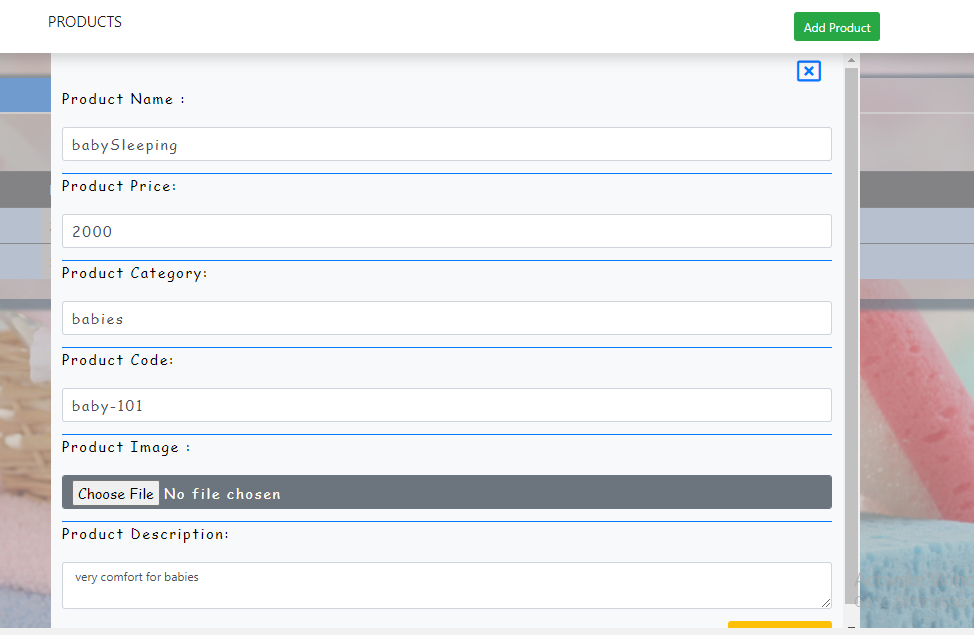 PRODUCTS
Add Product
Product Name :
babySleeping
Product Price:
2000
Product Category:
babies
Product Code:
baby-101
Product Image :
Choose File No file chosen
Product Description:
very comfort for babies